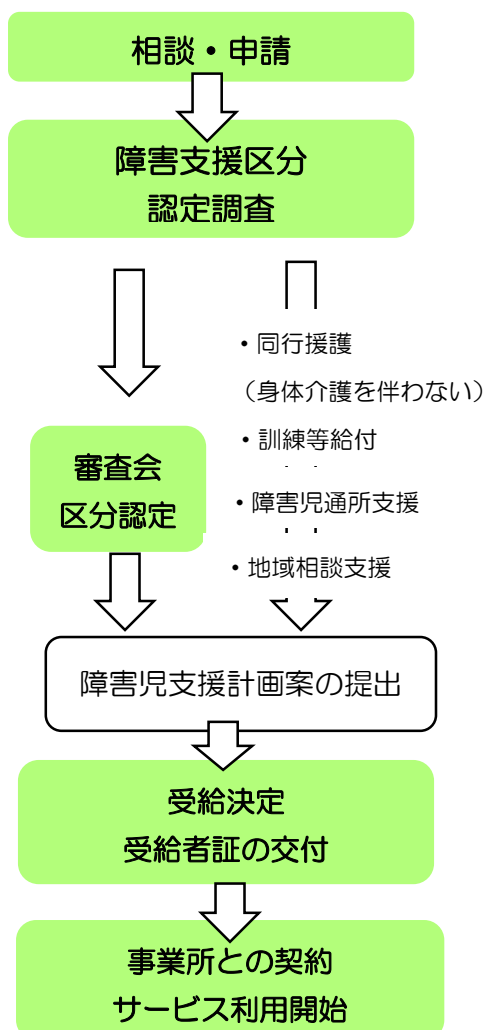 相談・申請
障害支援区分
認定調査
・同行援護
（身体介護を伴わない）
・訓練等給付
・障害児通所支援
・地域相談支援
審査会
区分認定
障害児支援計画案の提出
受給決定
受給者証の交付
事業所との契約
サービス利用開始